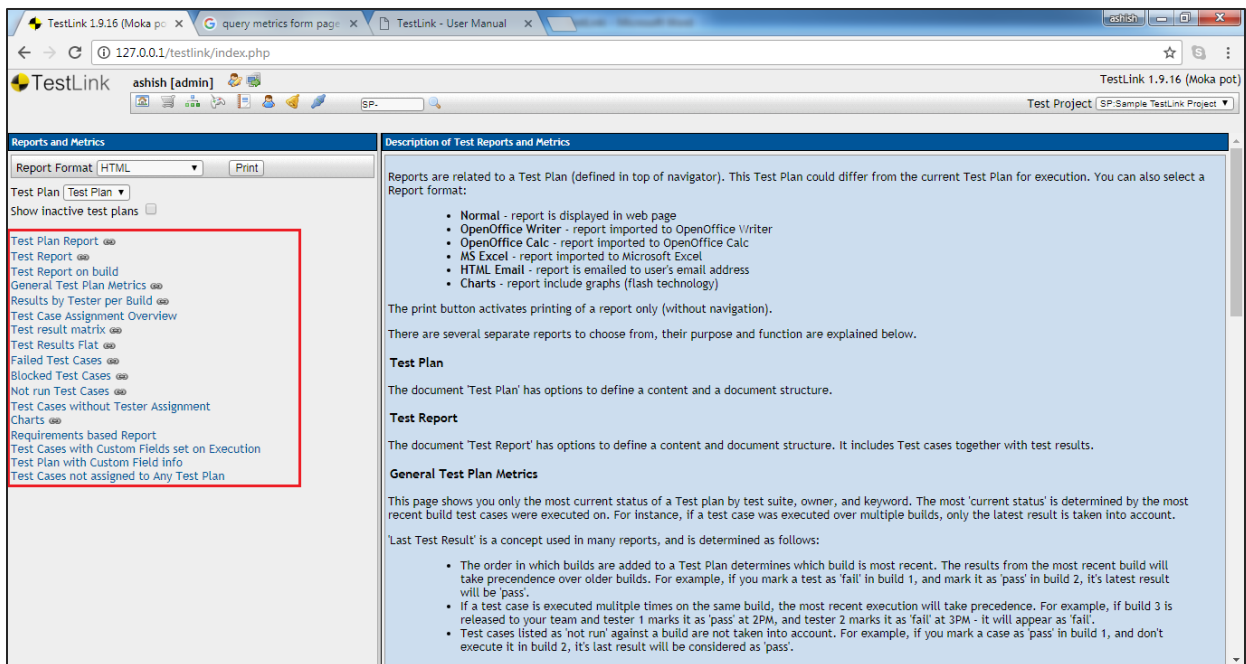 TestLink 1.9.16 (Moka po
query metrics form page
TestLink - User Manual
ashish
127.0.0.1/testlink/index.php
TestLink
ashish [admin]
TestLink 1.9.16 (Moka pot)
SP-
Test Project SP:Sample TestLink Project
Reports and Metrics
Report Format HTML Print
Test Plan Test Plan
Show inactive test plans
Test Plan Report
Test Report
Test Report on build
General Test Plan Metrics
Results by Tester per Build
Test Case Assignment Overview
Test result matrix
Test Results Flat
Failed Test Cases
Blocked Test Cases
Not run Test Cases
Test Cases without Tester Assignment
Charts
Requirements based Report
Test Cases with Custom Fields set on Execution
Test Plan with Custom Field info
Test Cases not assigned to Any Test Plan
Description of Test Reports and Metrics
Reports are related to a Test Plan (defined in top of navigator). This Test Plan could differ from the current Test Plan for execution. You can also select a
Report format:
• Normal - report is displayed in web page
• OpenOffice Writer - report imported to OpenOffice Writer
• OpenOffice Calc - report imported to OpenOffice Calc
• MS Excel - report imported to Microsoft Excel
• HTML Email - report is emailed to user's email address
• Charts - report include graphs (flash technology)
The print button activates printing of a report only (without navigation).
There are several separate reports to choose from, their purpose and function are explained below.
Test Plan
The document 'Test Plan' has options to define a content and a document structure.
Test Report
The document 'Test Report' has options to define a content and document structure. It includes Test cases together with test results.
General Test Plan Metrics
This page shows you only the most current status of a Test plan by test suite, owner, and keyword. The most 'current status' is determined by the most
recent build test cases were executed on. For instance, if a test case was executed over multiple builds, only the latest result is taken into account.
'Last Test Result' is a concept used in many reports, and is determined as follows:
• The order in which builds are added to a Test Plan determines which build is most recent. The results from the most recent build will
take precendence over older builds. For example, if you mark a test as 'fail' in build 1, and mark it as 'pass' in build 2, it's latest result
will be 'pass'.
• If a test case is executed mulitple times on the same build, the most recent execution will take precedence. For example, if build 3 is
released to your team and tester 1 marks it as 'pass' at 2PM, and tester 2 marks it as 'fail' at 3PM - it will appear as 'fail'.
• Test cases listed as 'not run' against a build are not taken into account. For example, if you mark a case as 'pass' in build 1, and don't
execute it in build 2, it's last result will be considered as 'pass'.